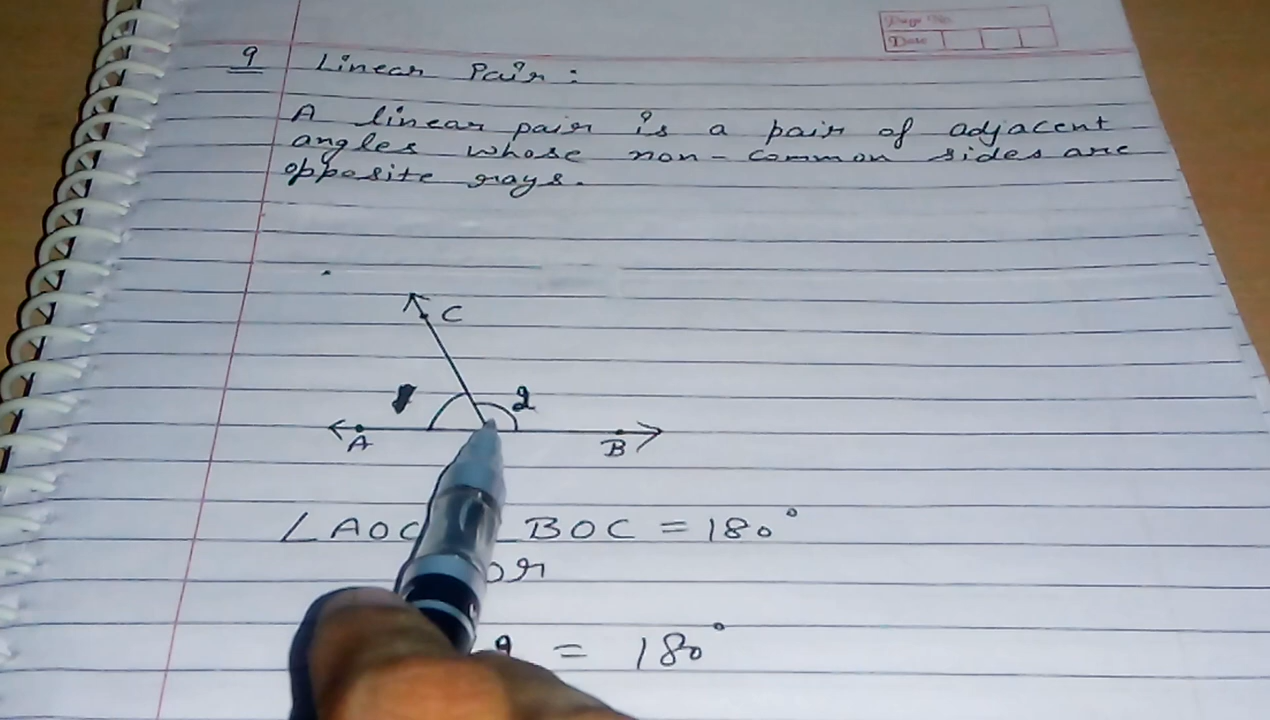 Page No.
Date
9 Linear Pair :
A linear pair is a pair of adjacent
angles whose non-common sides are
opposite rays.
C
2
A
B
∠AOC BOC = 180°
or
2 = 180°